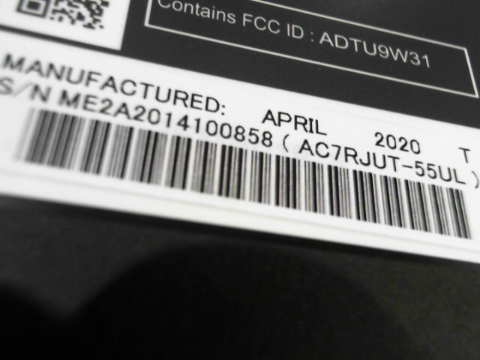 Contains FCC ID : ADTU9W31
MANUFACTURED: APRIL 2020 T
S/N ME2A2014100858 ( AC7RJUT-55UL )